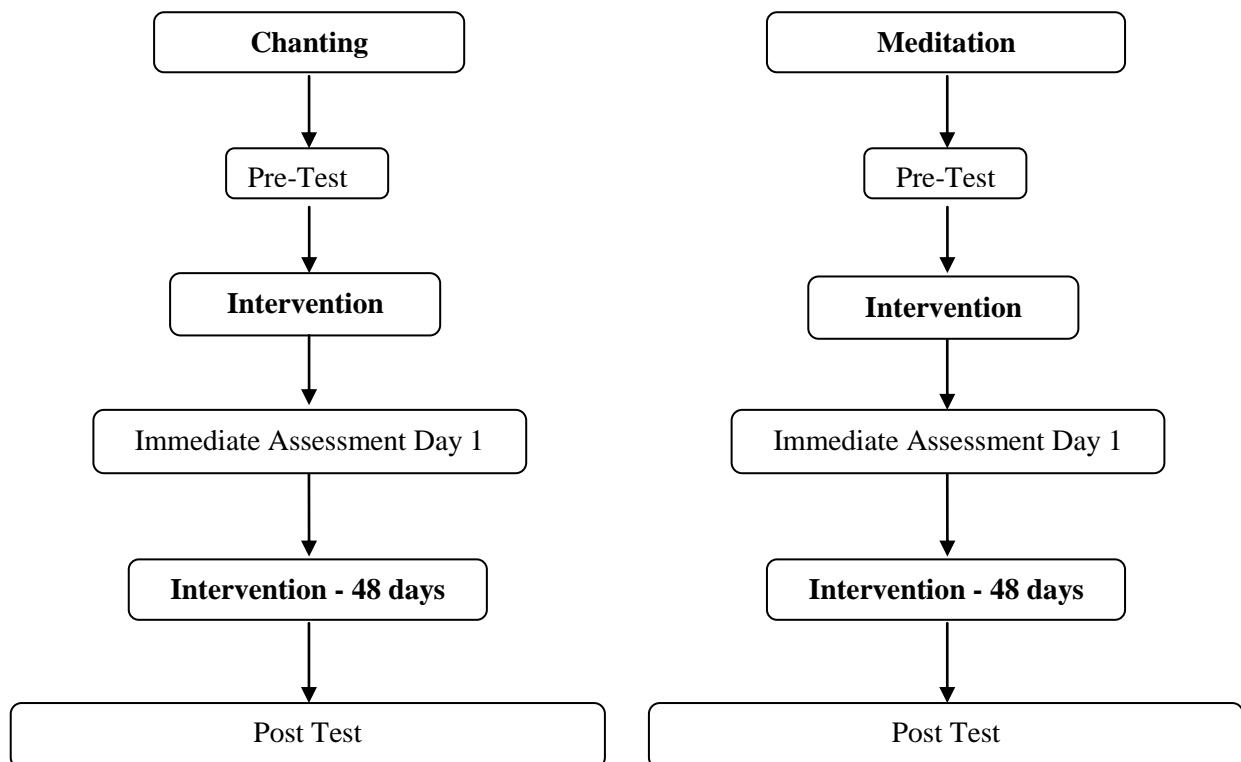 Chanting
Pre-Test
Intervention
Immediate Assessment Day 1
Intervention - 48 days
Post Test
Meditation
Pre-Test
Intervention
Immediate Assessment Day 1
Intervention - 48 days
Post Test